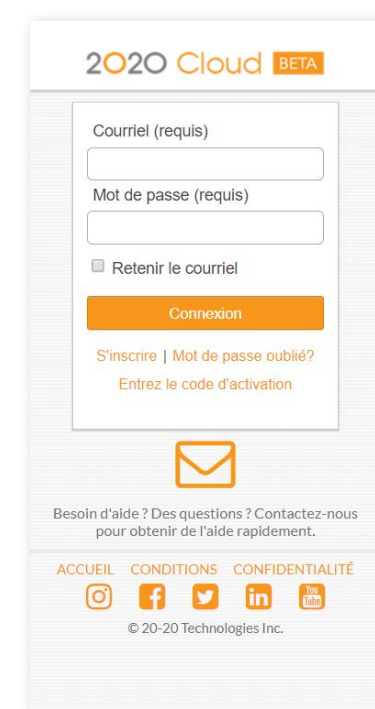 2020 Cloud BETA
Courriel (requis)
Mot de passe (requis)
Retenir le courriel
Connexion
S'inscrire | Mot de passe oublié?
Entrez le code d'activation
Besoin d'aide ? Des questions ? Contactez-nous
pour obtenir de l'aide rapidement.
ACCUEIL CONDITIONS CONFIDENTIALITÉ
You
Tube
© 20-20 Technologies Inc.